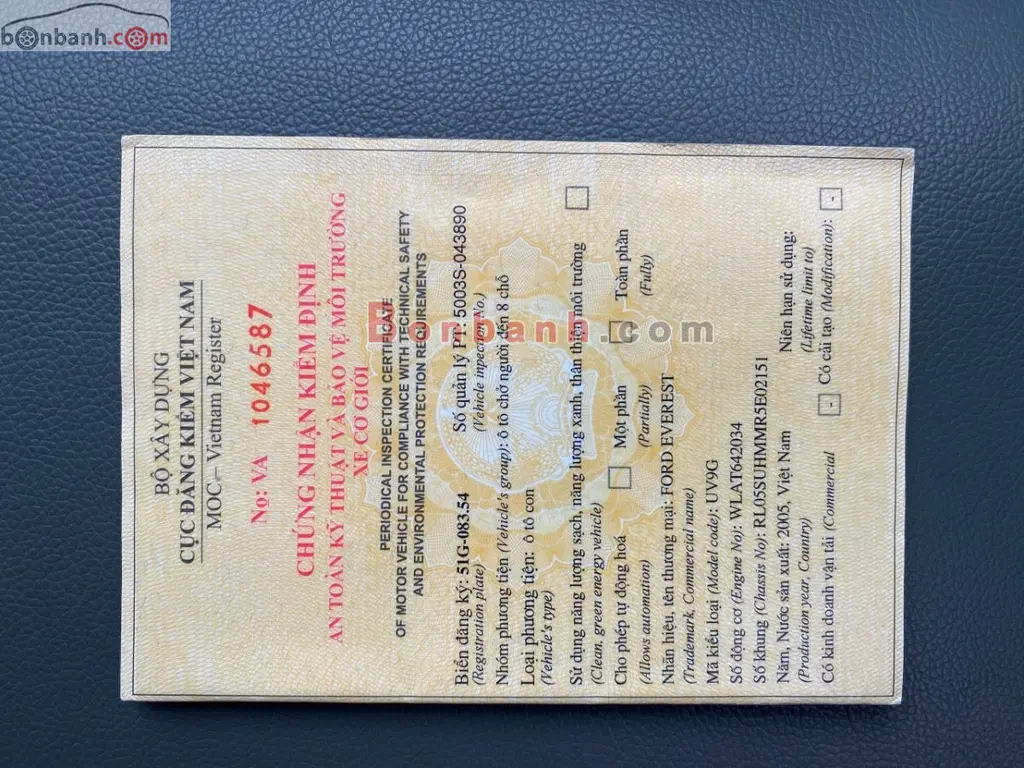 bonbanh.com
BỘ XÂY DỰNG
CỤC ĐĂNG KIỂM VIỆT NAM
MOC – Vietnam Register
No: VA 1046587
CHỨNG NHẬN KIỂM ĐỊNH
AN TOÀN KỸ THUẬT VÀ BẢO VỆ MÔI TRƯỜNG
XE CƠ GIỚI
PERIODICAL INSPECTION CERTIFICATE
OF MOTOR VEHICLE FOR COMPLIANCE WITH TECHNICAL SAFETY
AND ENVIRONMENTAL PROTECTION REQUIREMENTS
Biển đăng ký: 51G-083.54 Số quản lý PT: 5003S-043890
(Registration plate) (Vehicle inpection No.)
Nhóm phương tiện (Vehicle's group): ô tô chở người đến 8 chỗ
Loại phương tiện: ô tô con
(Vehicle's type)
Sử dụng năng lượng sạch, năng lượng xanh, thân thiện môi trường
(Clean, green energy vehicle)
Cho phép tự động hoá Một phần Toàn phần
(Allows automation) (Partially) (Fully)
Nhãn hiệu, tên thương mại: FORD EVEREST
(Trademark, Commercial name)
Mã kiểu loại (Model code): UV9G
Số động cơ (Engine No): WLAT642034
Số khung (Chassis No): RL05SUHMMR5E02151
Năm, Nước sản xuất: 2005, Việt Nam Niên hạn sử dụng:
(Production year, Country) (Lifetime limit to)
Có kinh doanh vận tải (Commercial - Có cải tạo (Modification): -
Bonbanh.com